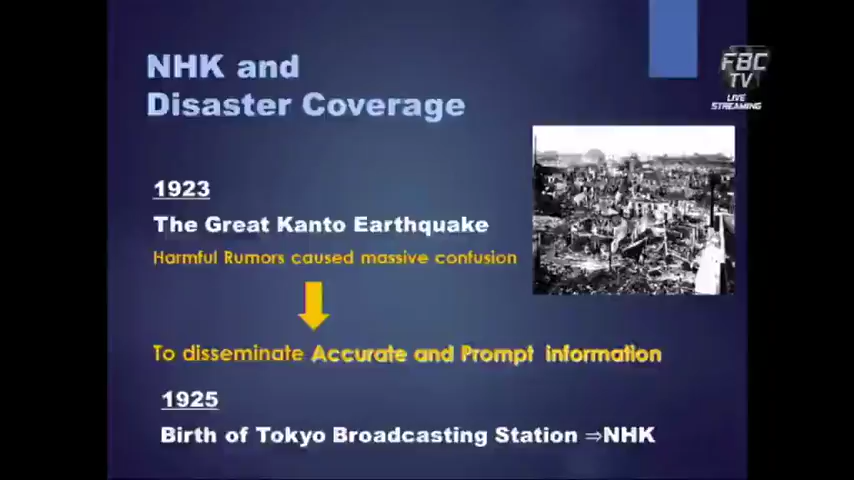 NHK and
Disaster Coverage
FBC
TV
LIVE
STREAMING
1923
The Great Kanto Earthquake
Harmful Rumors caused massive confusion
To disseminate Accurate and Prompt information
1925
Birth of Tokyo Broadcasting Station ⇒NHK